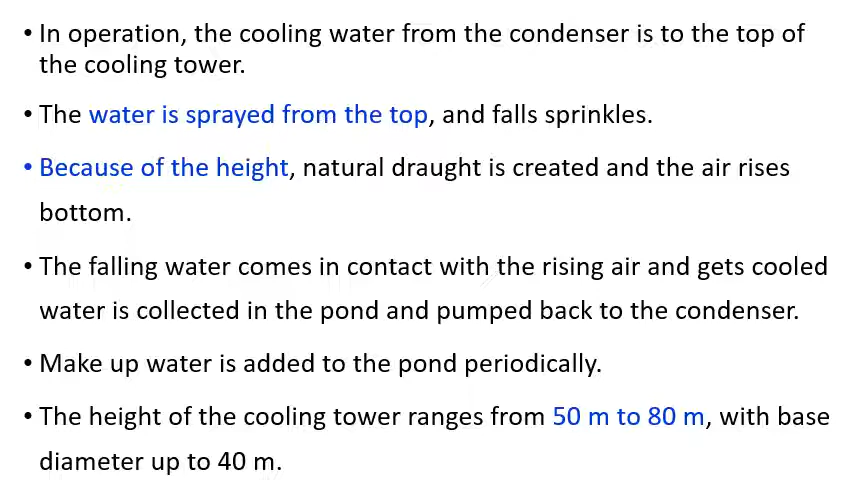 • In operation, the cooling water from the condenser is to the top of
the cooling tower.
• The water is sprayed from the top, and falls sprinkles.
• Because of the height, natural draught is created and the air rises
bottom.
• The falling water comes in contact with the rising air and gets cooled
water is collected in the pond and pumped back to the condenser.
• Make up water is added to the pond periodically.
• The height of the cooling tower ranges from 50 m to 80 m, with base
diameter up to 40 m.